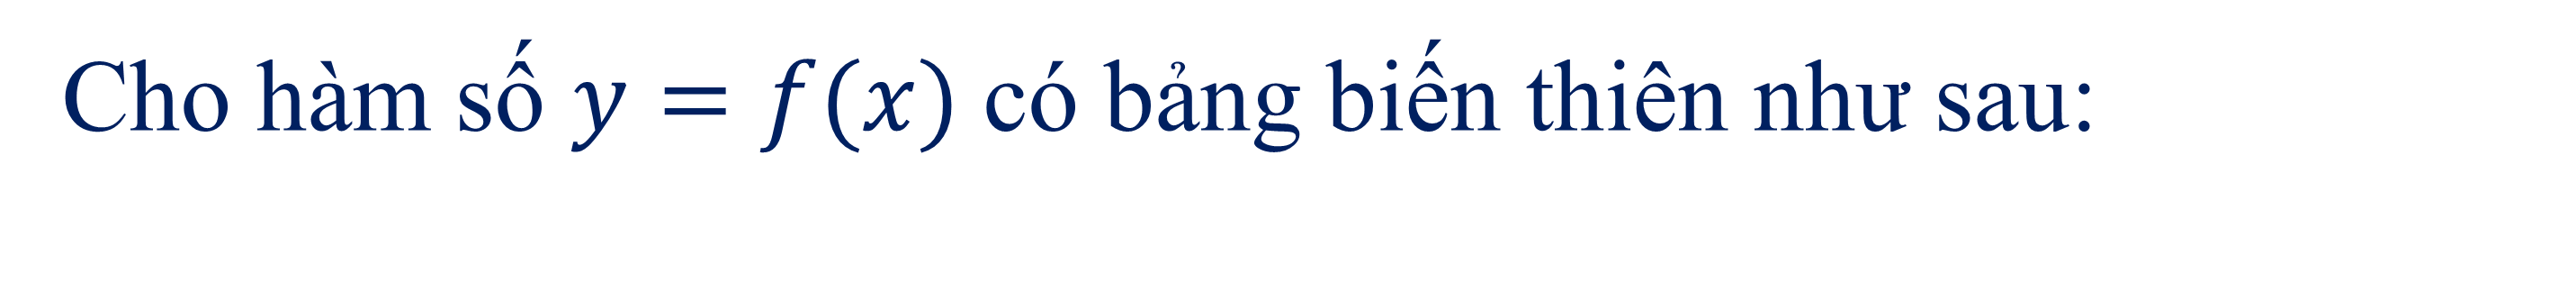 Cho hàm số y = f(x) có bảng biến thiên như sau: